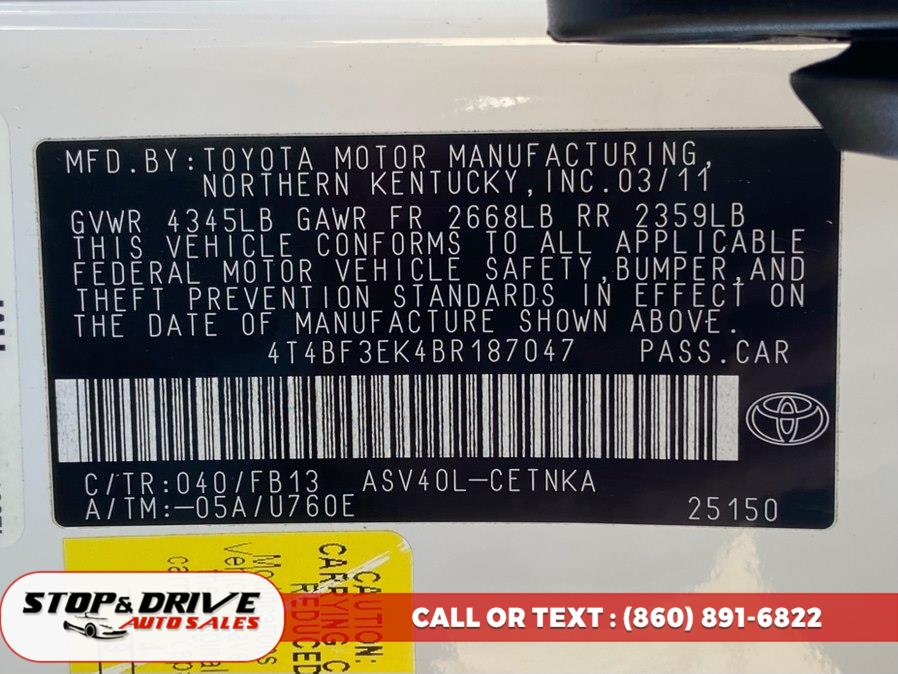 MFD.BY:TOYOTA MOTOR MANUFACTURING,
NORTHERN KENTUCKY,INC.03/11
GVWR 4345LB GAWR FR 2668LB RR 2359LB
THIS VEHICLE CONFORMS TO ALL APPLICABLE
FEDERAL MOTOR VEHICLE SAFETY,BUMPER,AND
THEFT PREVENTION STANDARDS IN EFFECT ON
THE DATE OF MANUFACTURE SHOWN ABOVE.
4T4BF3EK4BR187047 PASS.CAR
C/TR:040/FB13 ASV40L-CETNKA
A/TM:-05A/U760E 25150
CAUTION:
CARRYING C
REDUCED
STOP & DRIVE
AUTO SALES
CALL OR TEXT : (860) 891-6822